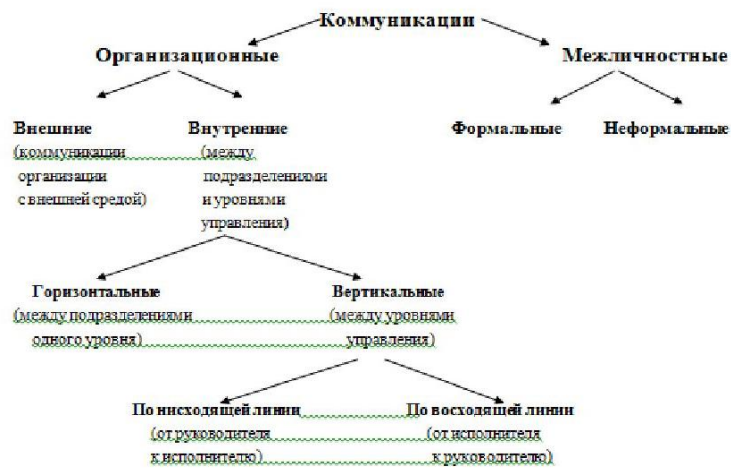 Коммуникации
Организационные Межличностные
Внешние Внутренние Формальные Неформальные
(коммуникации (между
организации подразделениями
с внешней средой) и уровнями
управления)
Горизонтальные Вертикальные
(между подразделениями (между уровнями
одного уровня) управления)
По нисходящей линии По восходящей линии
(от руководителя (от исполнителя
к исполнителю) к руководителю)